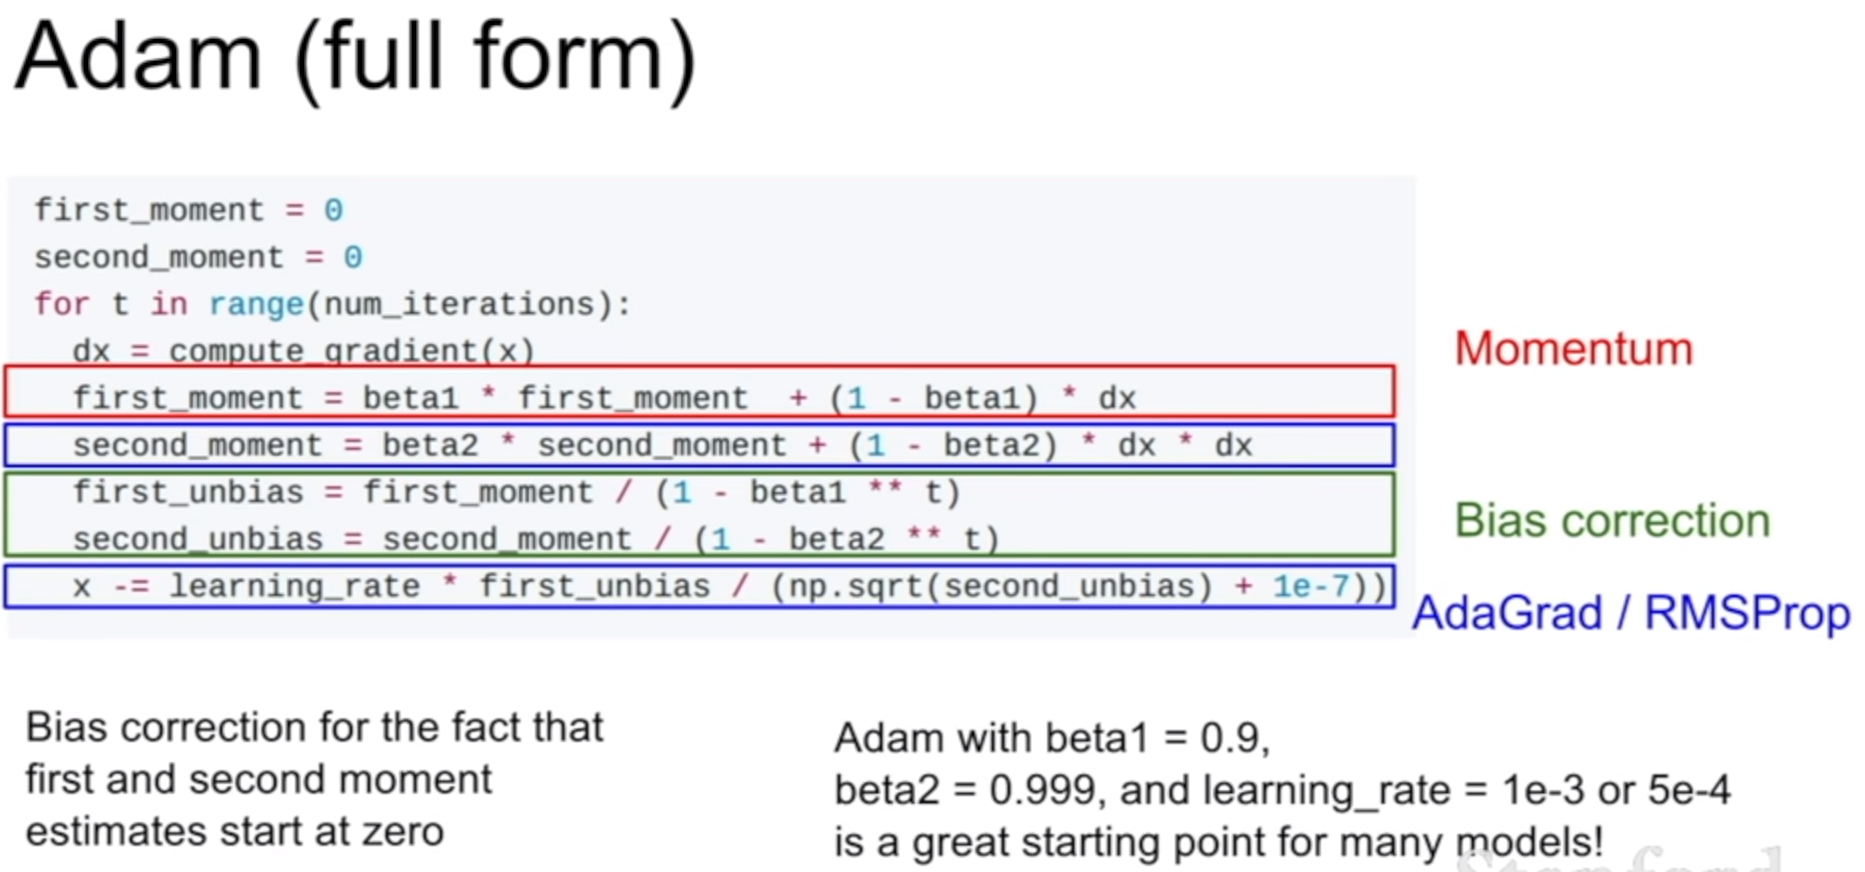 Adam (full form)
first_moment = 0
second_moment = 0
for t in range(num_iterations):
dx = compute_gradient(x)
first_moment = beta1 * first_moment + (1 - beta1) * dx
second_moment = beta2 * second_moment + (1 - beta2) * dx * dx
first_unbias = first_moment / (1 - beta1 ** t)
second_unbias = second_moment / (1 - beta2 ** t)
x -= learning_rate * first_unbias / (np.sqrt(second_unbias) + 1e-7))
Momentum
Bias correction
AdaGrad / RMSProp
Bias correction for the fact that
first and second moment
estimates start at zero
Adam with beta1 = 0.9,
beta2 = 0.999, and learning_rate = 1e-3 or 5e-4
is a great starting point for many models!
Stanford